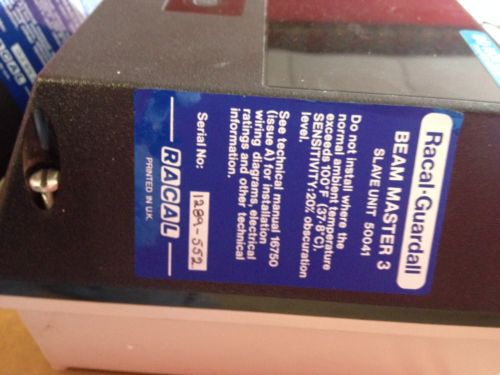 Racal-Guardall
BEAM MASTER 3
SLAVE UNIT 50041
Do not install where the
normal ambient temperature
exceeds 100°F (37·8°C).
SENSITIVITY:20% obscuration
level.
See technical manual 16750
(issue A) for installation
wiring diagrams, electrical
ratings and other technical
information.
Serial No: 1289-552
RACAL
PRINTED IN U.K.